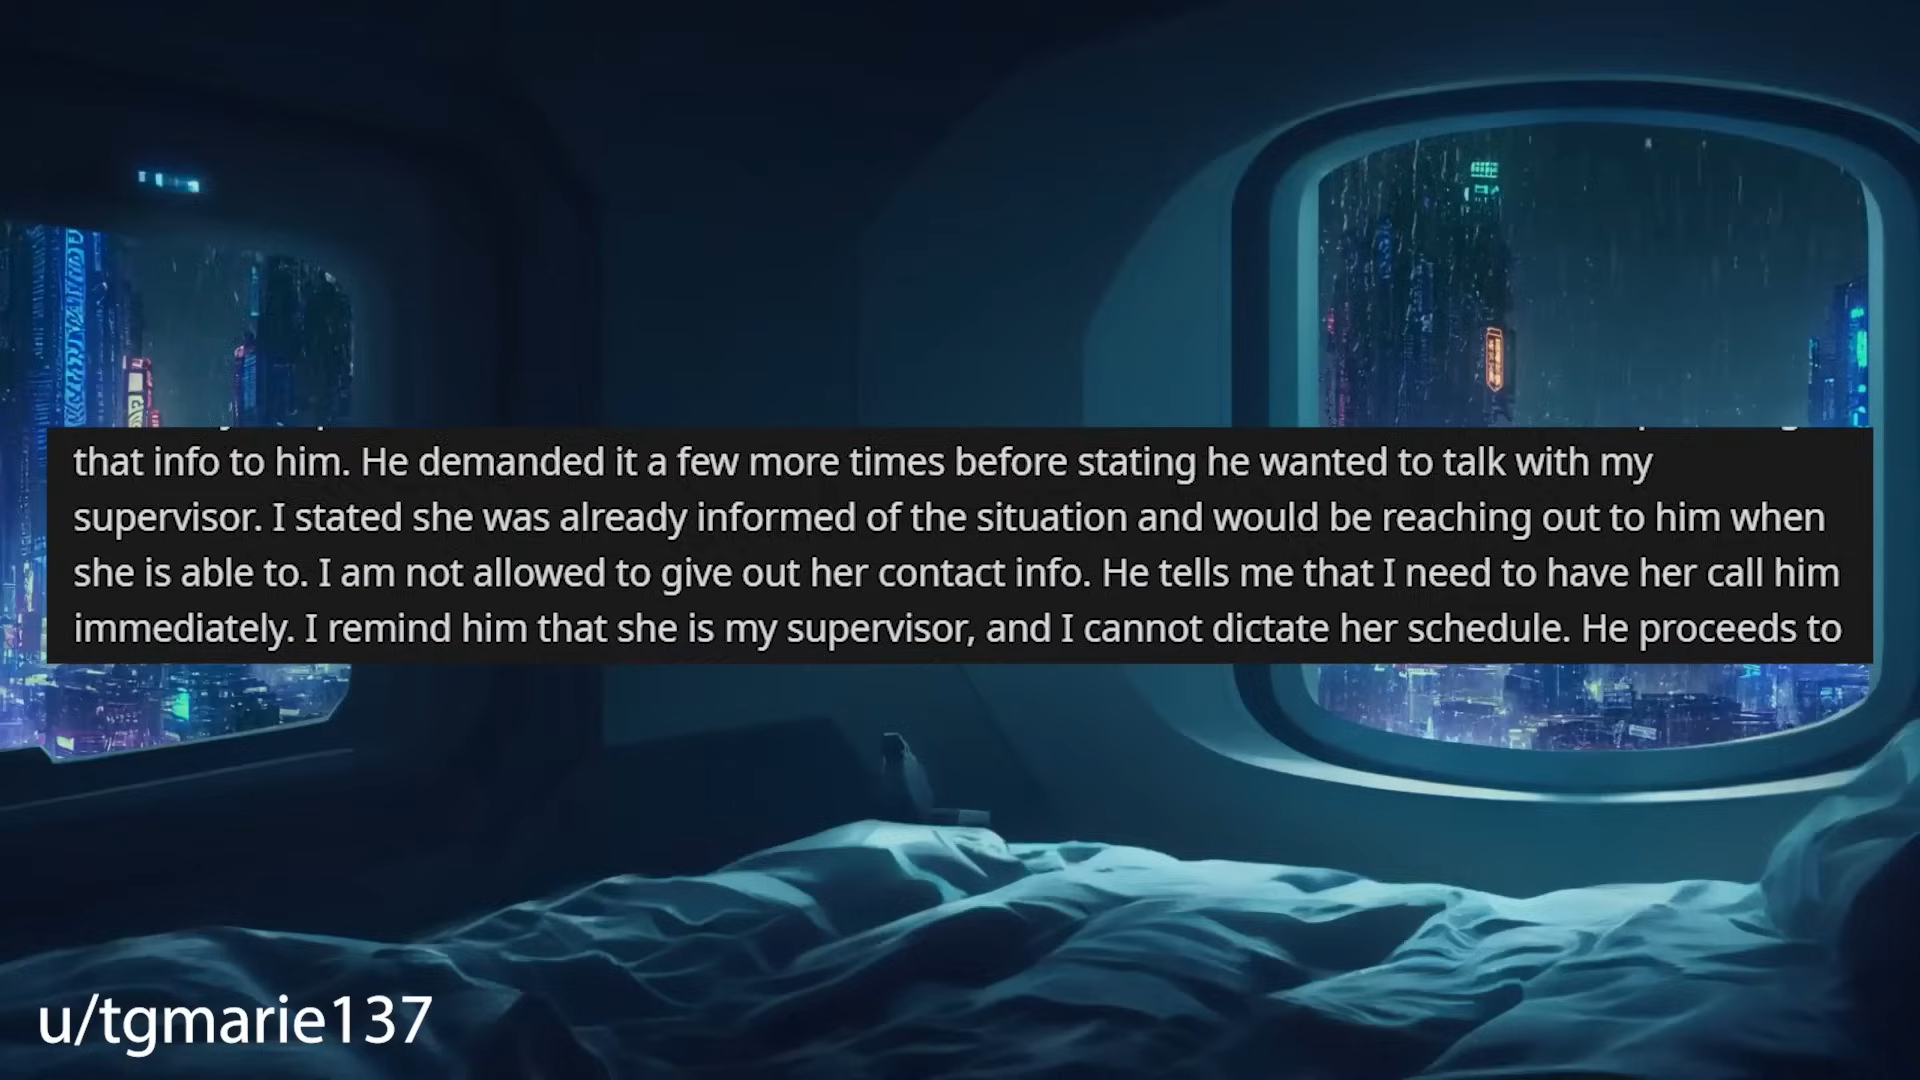 that info to him. He demanded it a few more times before stating he wanted to talk with my
supervisor. I stated she was already informed of the situation and would be reaching out to him when
she is able to. I am not allowed to give out her contact info. He tells me that I need to have her call him
immediately. I remind him that she is my supervisor, and I cannot dictate her schedule. He proceeds to
u/tgmarie137